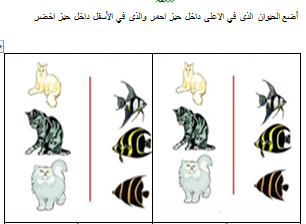 أضع الحيوان الذى في الاعلى داخل حيز احمر والذى في الأسفل داخل حيز اخضر